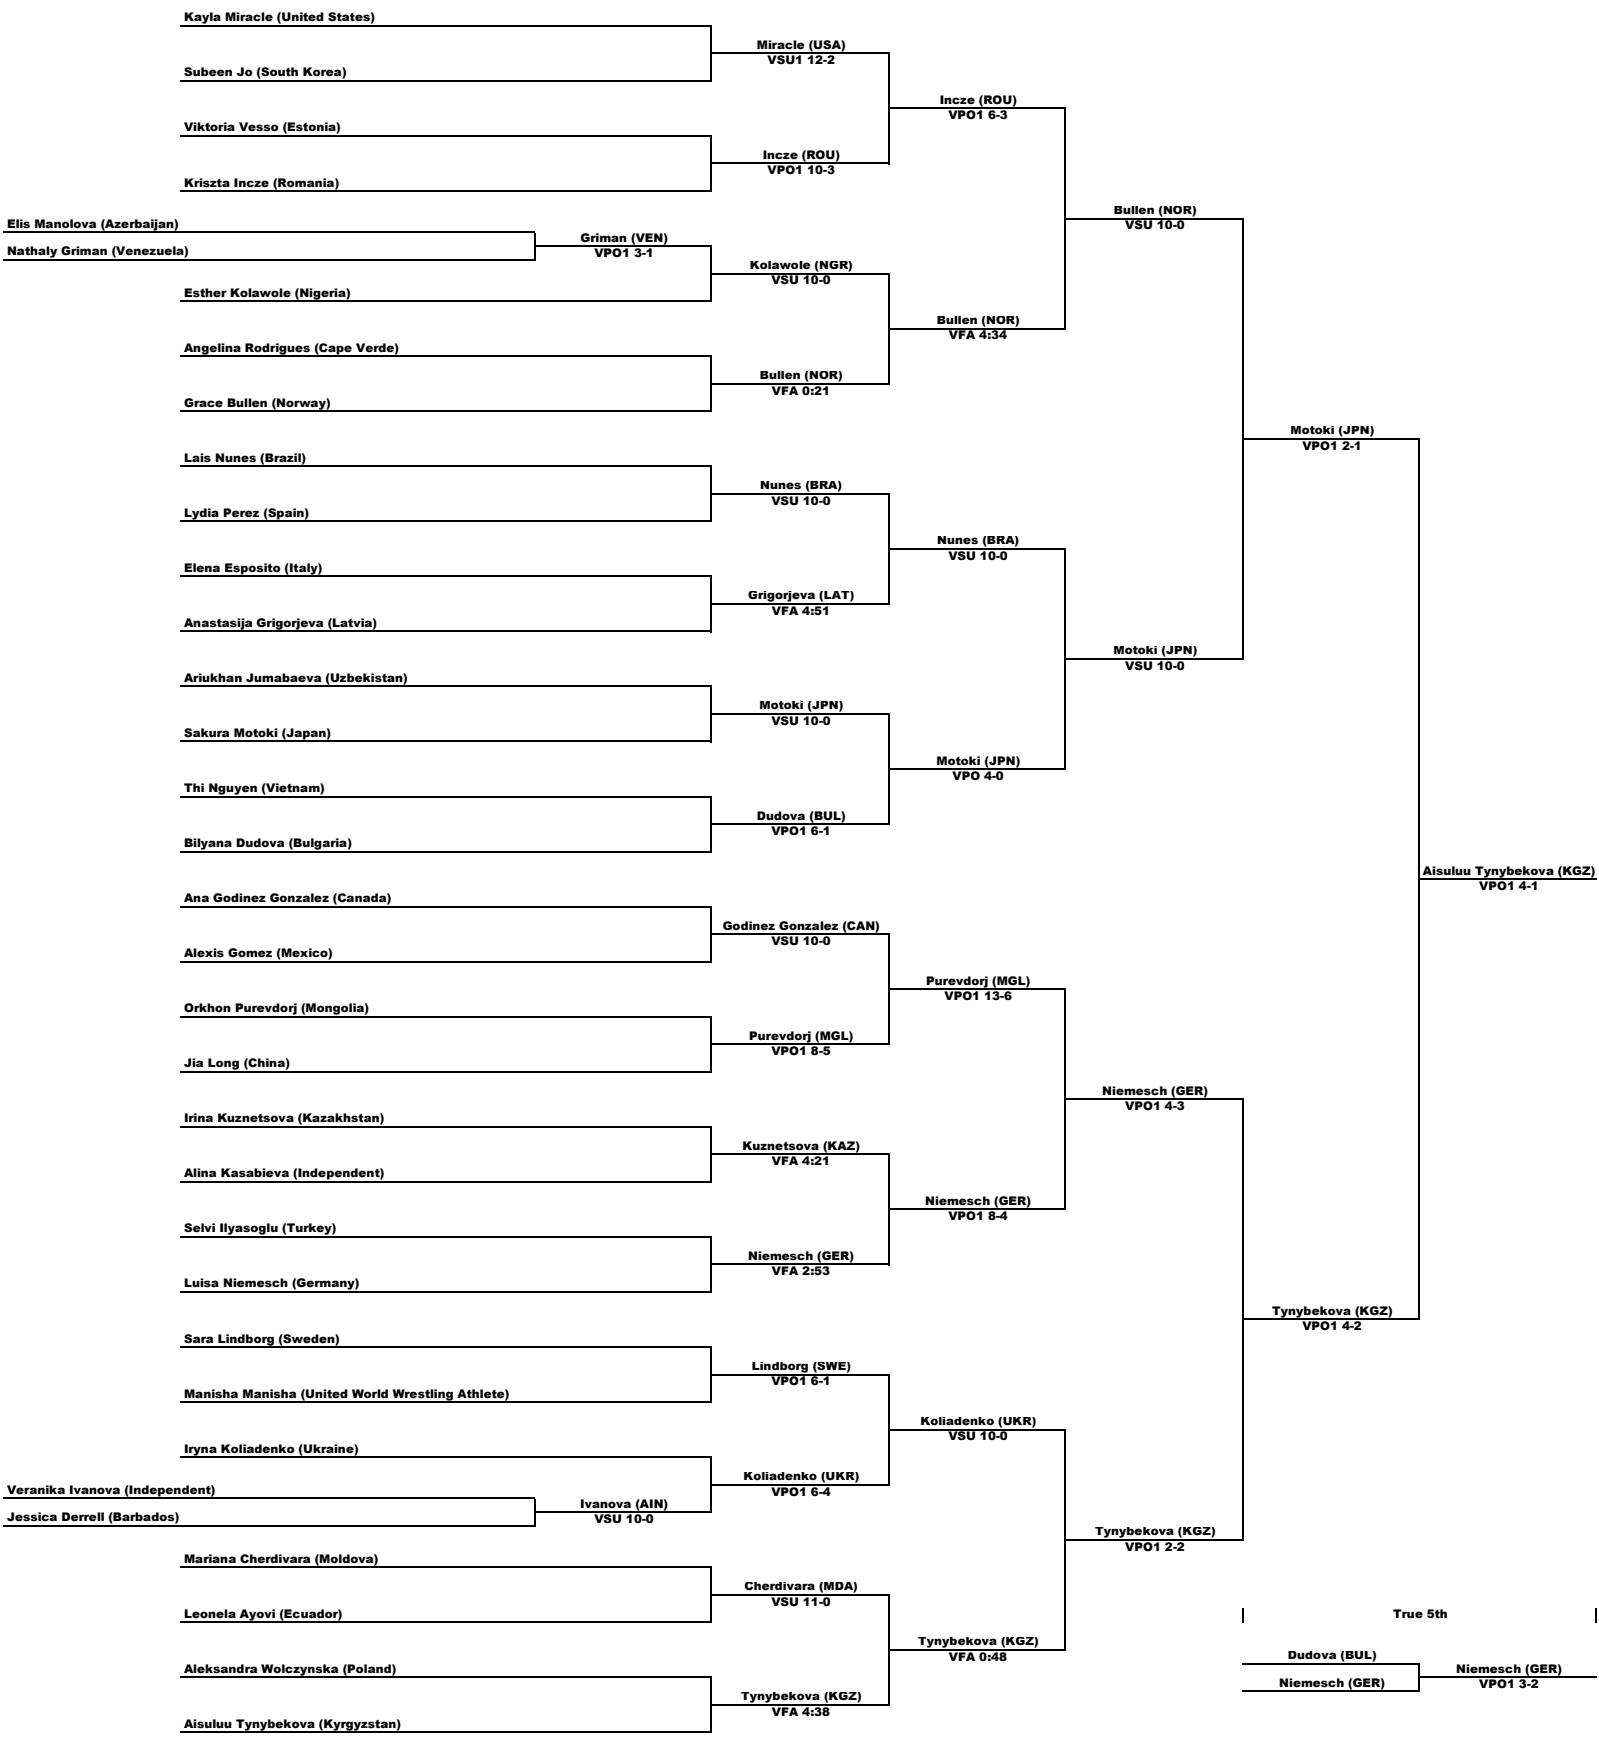 Kayla Miracle (United States)
Miracle (USA)
VSU1 12-2
Subeen Jo (South Korea)
Incze (ROU)
VPO1 6-3
Viktoria Vesso (Estonia)
Incze (ROU)
VPO1 10-3
Kriszta Incze (Romania)
Bullen (NOR)
VSU 10-0
Elis Manolova (Azerbaijan)
Griman (VEN)
VPO1 3-1
Nathaly Griman (Venezuela)
Kolawole (NGR)
VSU 10-0
Esther Kolawole (Nigeria)
Bullen (NOR)
VFA 4:34
Angelina Rodrigues (Cape Verde)
Bullen (NOR)
VFA 0:21
Grace Bullen (Norway)
Motoki (JPN)
VPO1 2-1
Lais Nunes (Brazil)
Nunes (BRA)
VSU 10-0
Lydia Perez (Spain)
Nunes (BRA)
VSU 10-0
Elena Esposito (Italy)
Grigorjeva (LAT)
VFA 4:51
Anastasija Grigorjeva (Latvia)
Motoki (JPN)
VSU 10-0
Ariukhan Jumabaeva (Uzbekistan)
Motoki (JPN)
VSU 10-0
Sakura Motoki (Japan)
Motoki (JPN)
VPO 4-0
Thi Nguyen (Vietnam)
Dudova (BUL)
VPO1 6-1
Bilyana Dudova (Bulgaria)
Aisuluu Tynybekova (KGZ)
VPO1 4-1
Ana Godinez Gonzalez (Canada)
Godinez Gonzalez (CAN)
VSU 10-0
Alexis Gomez (Mexico)
Purevdorj (MGL)
VPO1 13-6
Orkhon Purevdorj (Mongolia)
Purevdorj (MGL)
VPO1 8-5
Jia Long (China)
Niemesch (GER)
VPO1 4-3
Irina Kuznetsova (Kazakhstan)
Kuznetsova (KAZ)
VFA 4:21
Alina Kasabieva (Independent)
Niemesch (GER)
VPO1 8-4
Selvi Ilyasoglu (Turkey)
Niemesch (GER)
VFA 2:53
Luisa Niemesch (Germany)
Tynybekova (KGZ)
VPO1 4-2
Sara Lindborg (Sweden)
Lindborg (SWE)
VPO1 6-1
Manisha Manisha (United World Wrestling Athlete)
Koliadenko (UKR)
VSU 10-0
Iryna Koliadenko (Ukraine)
Koliadenko (UKR)
VPO1 6-4
Veranika Ivanova (Independent)
Ivanova (AIN)
VSU 10-0
Jessica Derrell (Barbados)
Tynybekova (KGZ)
VPO1 2-2
Mariana Cherdivara (Moldova)
Cherdivara (MDA)
VSU 11-0
Leonela Ayovi (Ecuador)
Tynybekova (KGZ)
VFA 0:48
Aleksandra Wolczynska (Poland)
Tynybekova (KGZ)
VFA 4:38
Aisuluu Tynybekova (Kyrgyzstan)
True 5th
Dudova (BUL)
Niemesch (GER)
Niemesch (GER)
VPO1 3-2